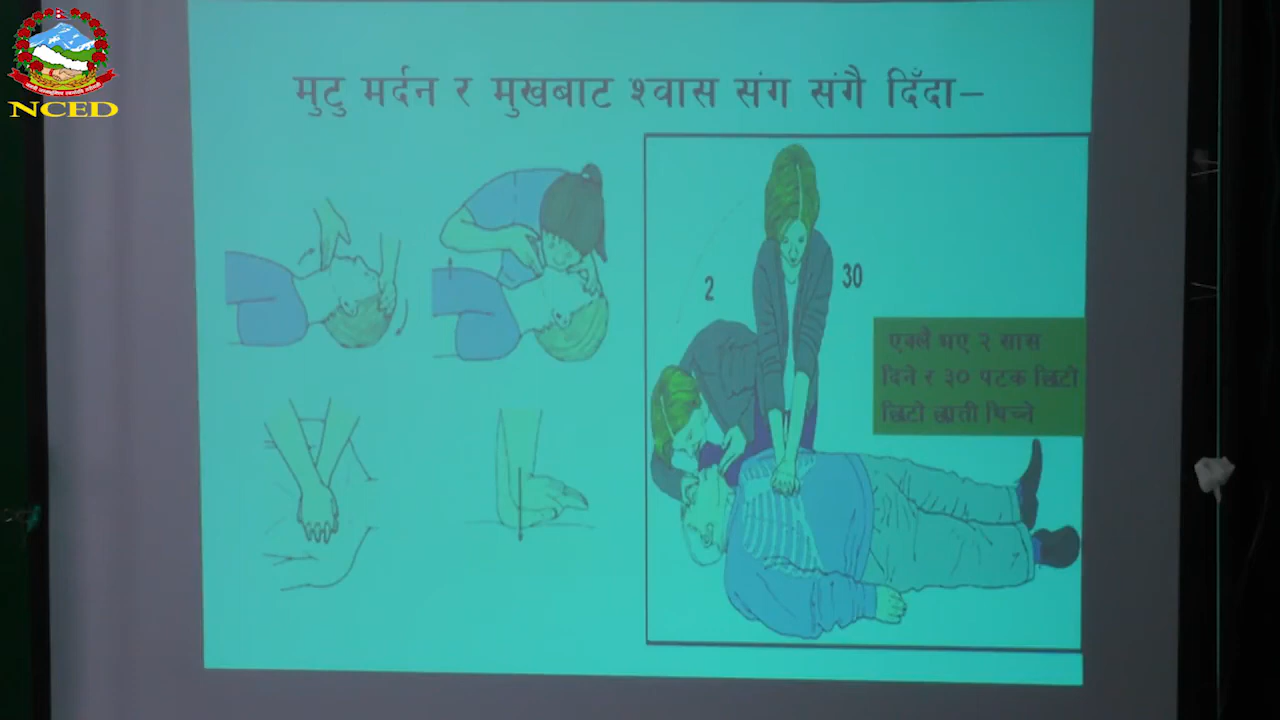 NCED
मुटु मर्दन र मुखबाट श्वास संग संगै दिँदा–
2
30
एक्लै भए २ सास
दिने र ३० पटक छिटो
छिटो छाती थिच्ने